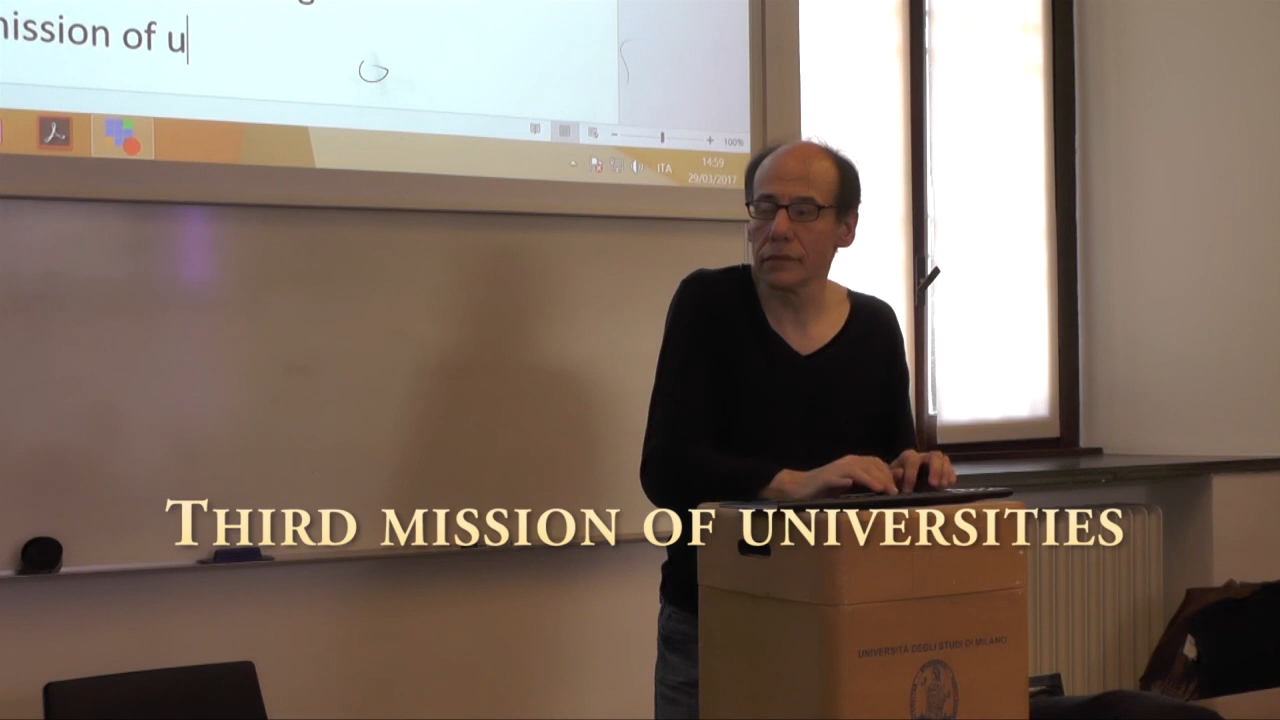 mission of u
100%
ITA
14:59
29/03/2017
THIRD MISSION OF UNIVERSITIES
UNIVERSITÀ DEGLI STUDI DI MILANO